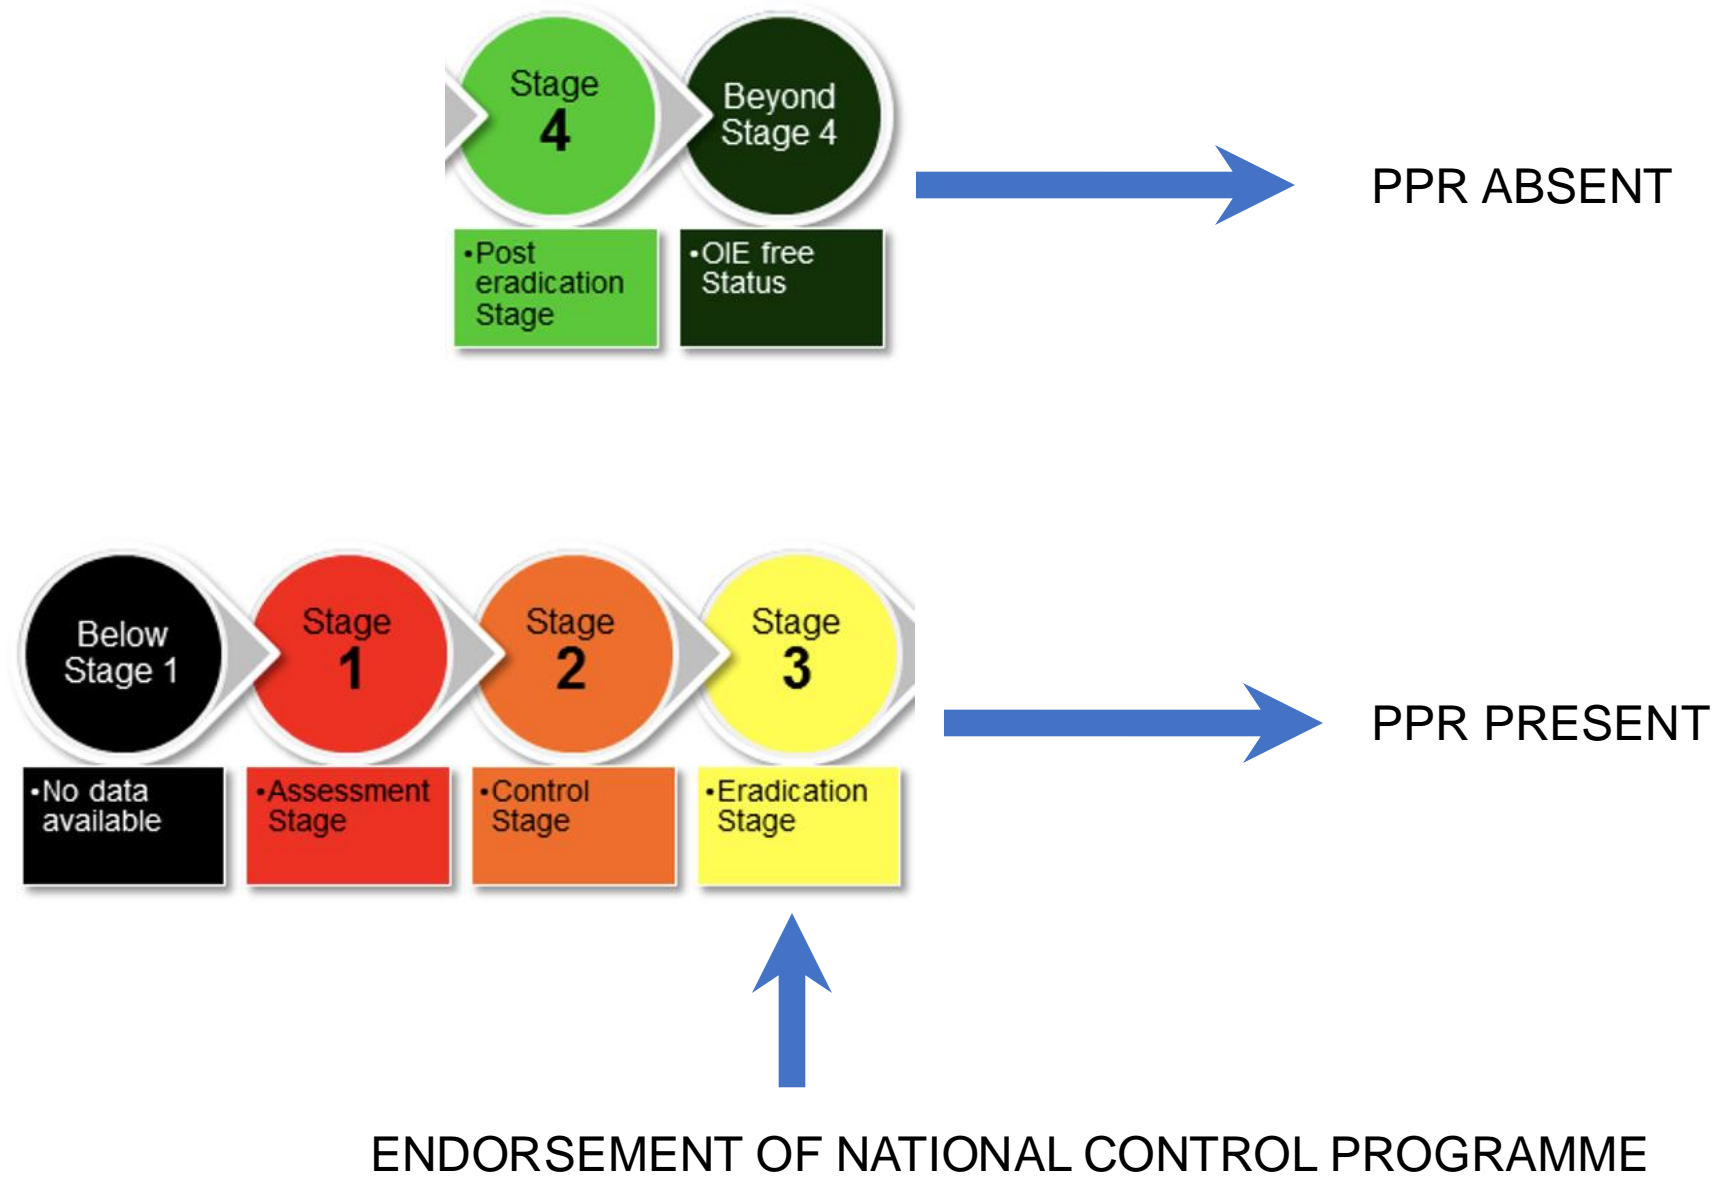 Stage
4
Beyond
Stage 4
PPR ABSENT
•Post
eradication
Stage
•OIE free
Status
Below
Stage 1
Stage
1
Stage
2
Stage
3
PPR PRESENT
•No data
available
•Assessment
Stage
•Control
Stage
•Eradication
Stage
ENDORSEMENT OF NATIONAL CONTROL PROGRAMME